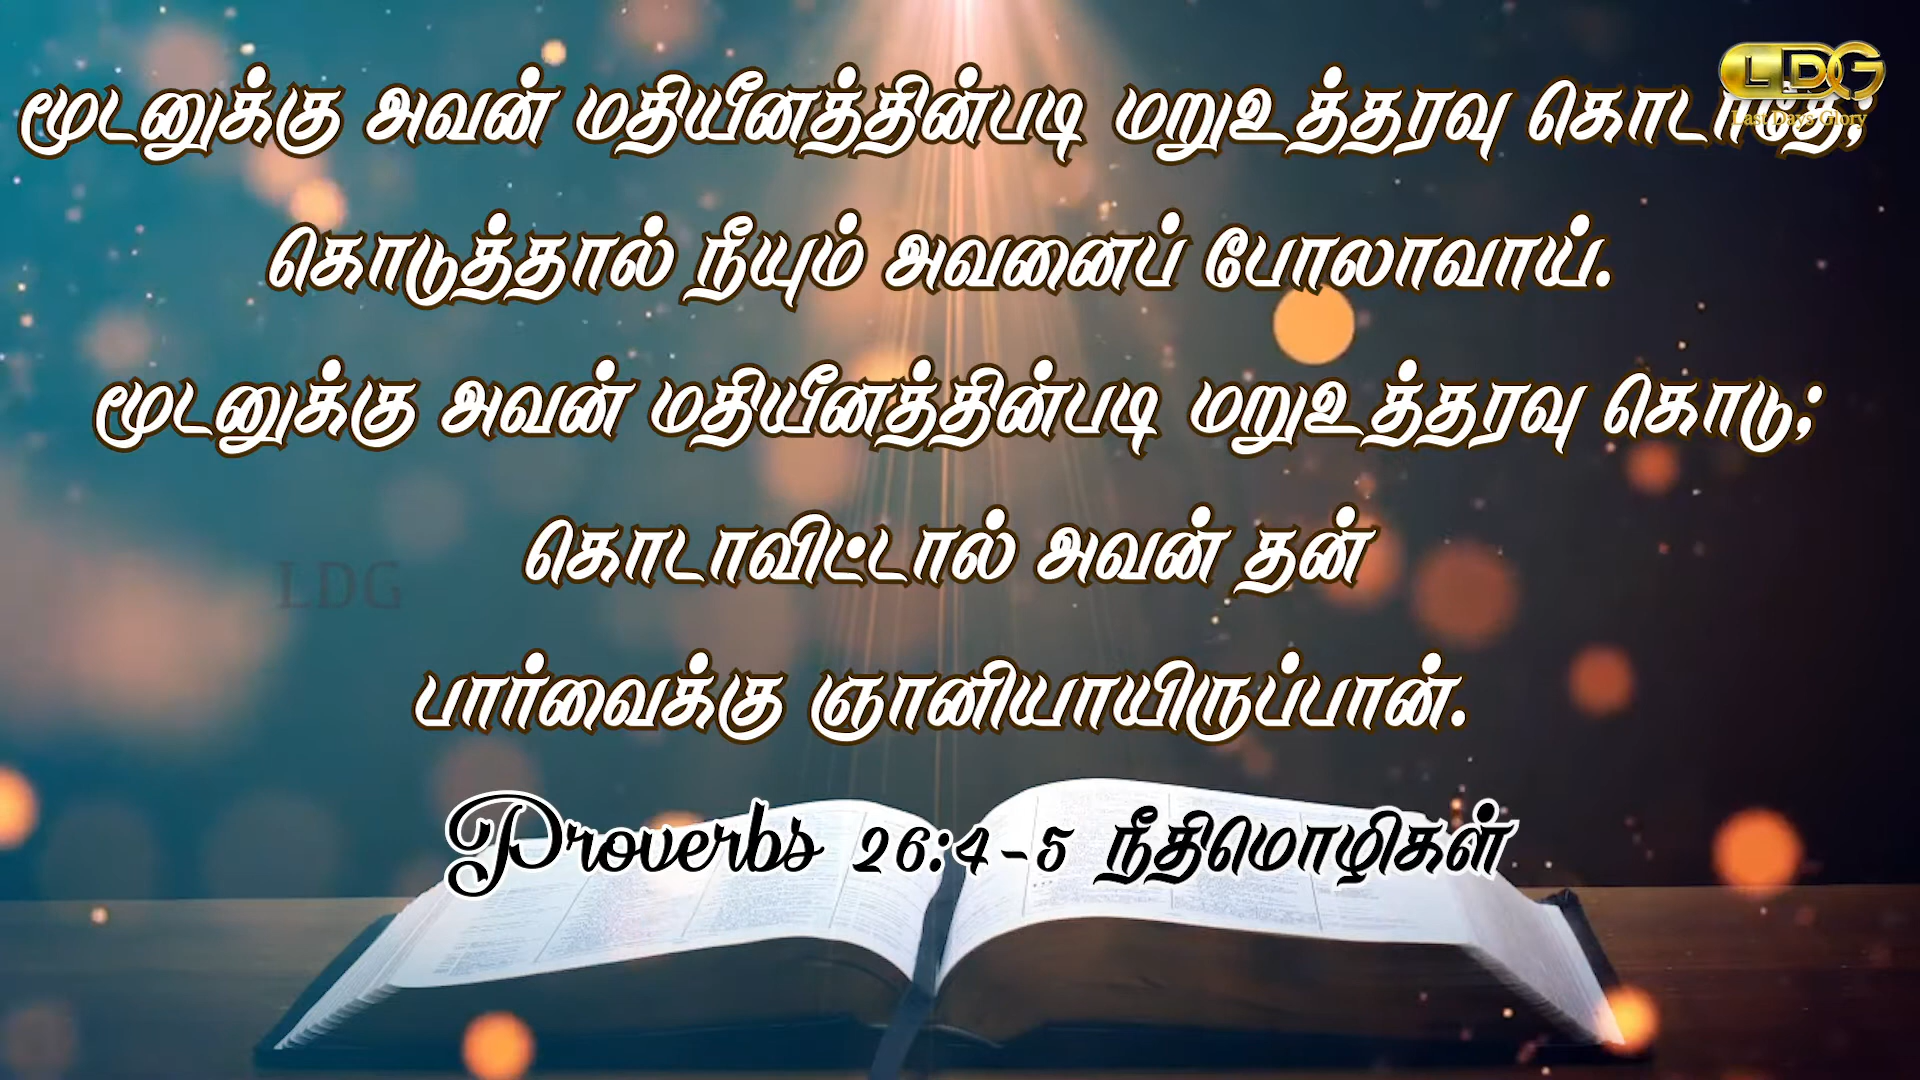 LDG
Last Days Glory
மூடனுக்கு அவன் மதியீனத்தின்படி மறுஉத்தரவு
கொடுத்தால் நீயும் அவனைப் போலாவாய்.
மூடனுக்கு அவன் மதியீனத்தின்படி மறுஉத்தரவு கொடு;
கொடாவிட்டால் அவன் தன்
LDG
பார்வைக்கு ஞானியாயிருப்பான்.
Proverbs 26:4-5 நீதிமொழிகள்